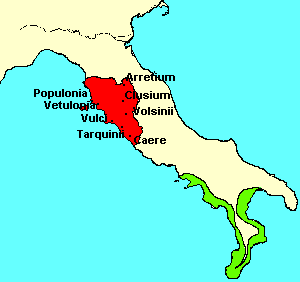 Arretium
Populonia
Clusium
Vetulonia
Volsinii
Vulci
Tarquinii
Caere